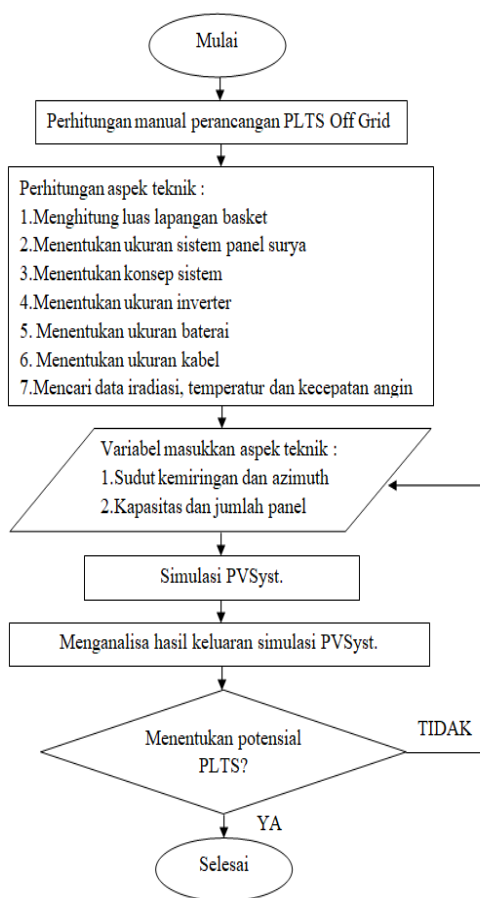 Mulai
Perhitungan manual perancangan PLTS Off Grid
Perhitungan aspek teknik :
1.Menghitung luas lapangan basket
2.Menentukan ukuran sistem panel surya
3.Menentukan konsep sistem
4.Menentukan ukuran inverter
5. Menentukan ukuran baterai
6. Menentukan ukuran kabel
7.Mencari data iradiasi, temperatur dan kecepatan angin
Variabel masukkan aspek teknik :
1.Sudut kemiringan dan azimuth
2.Kapasitas dan jumlah panel
Simulasi PVSyst.
Menganalisa hasil keluaran simulasi PVSyst.
Menentukan potensial
PLTS?
TIDAK
YA
Selesai